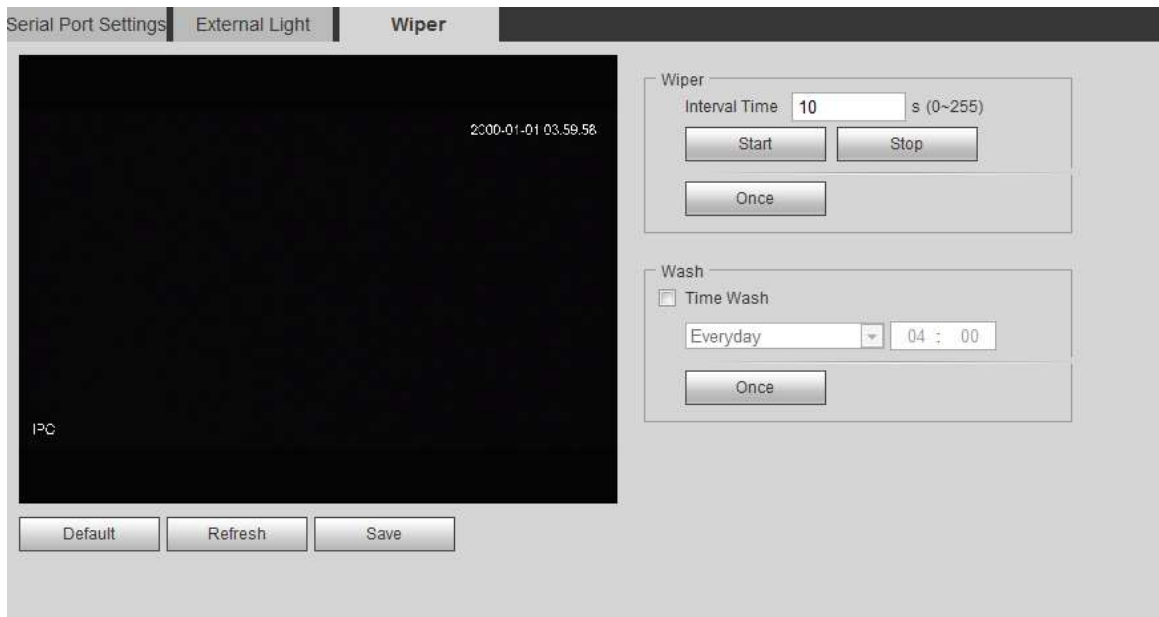 Serial Port Settings External Light Wiper
2000-01-01 03:59:58
IPC
Default Refresh Save
Wiper
Interval Time 10 s (0~255)
Start Stop
Once
Wash
Time Wash
Everyday 04 : 00
Once